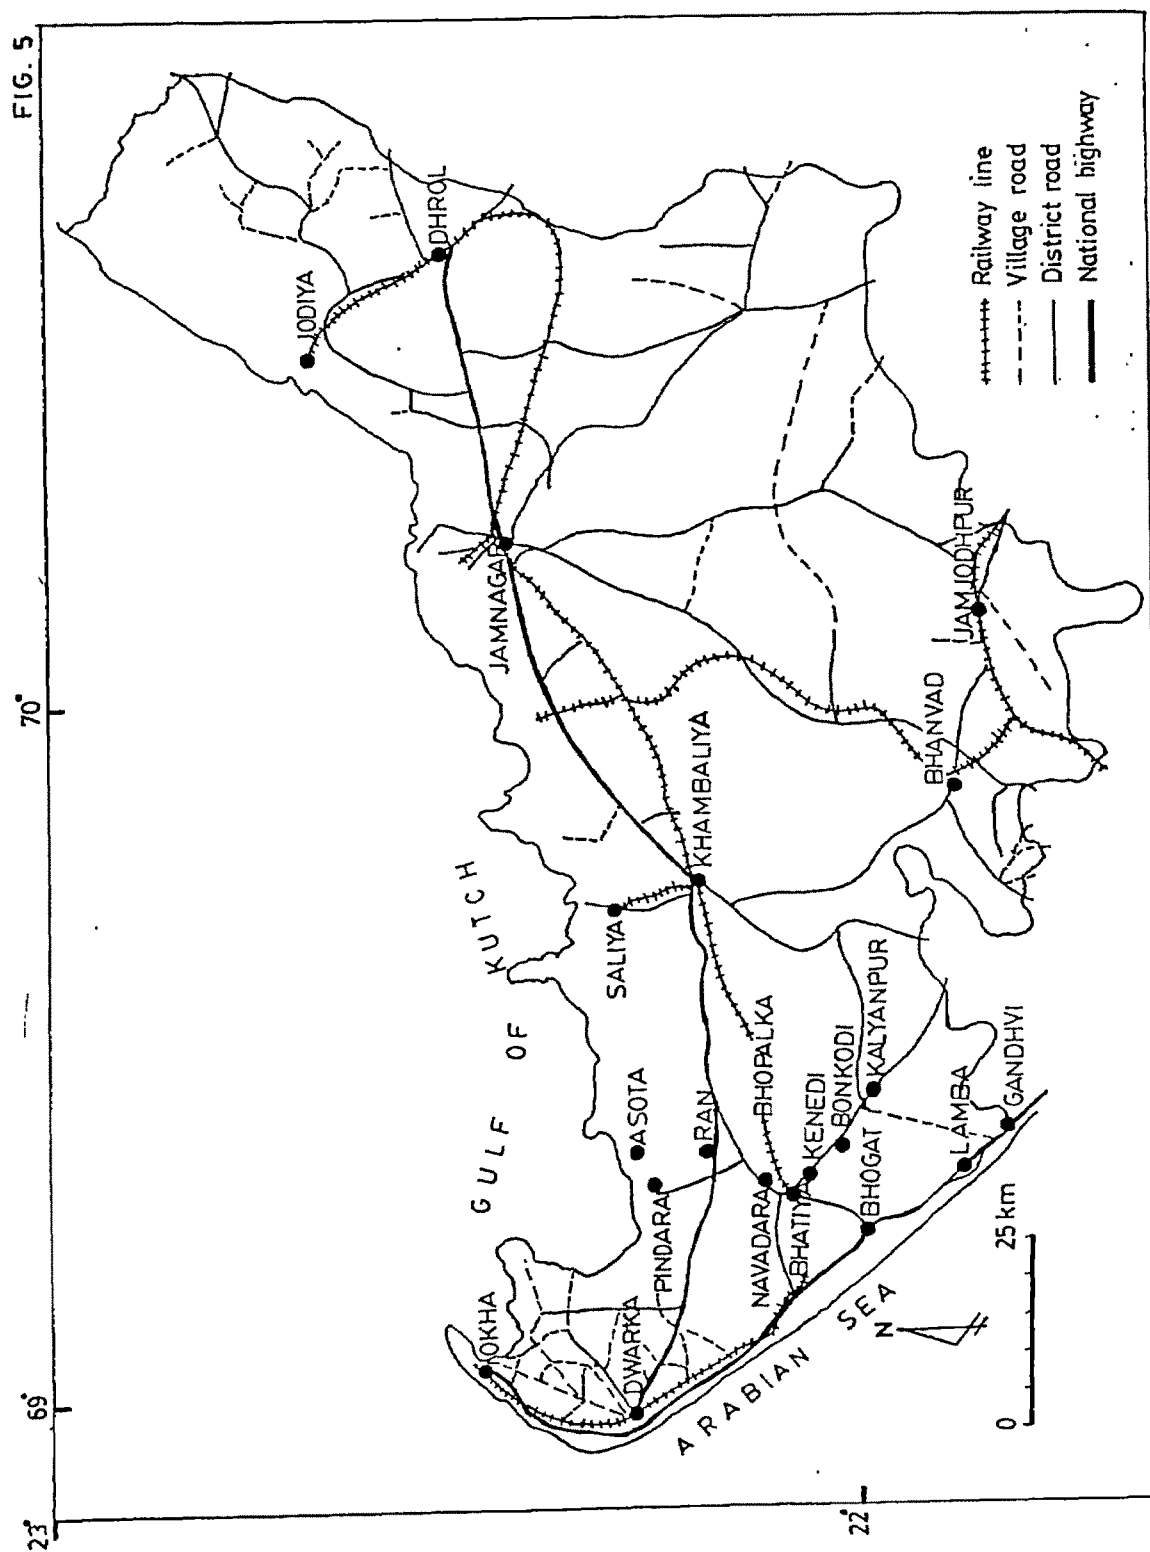 FIG. 5
23°
69°
70°
22°
JODIYA
DHROL
JAMNAGAR
GULF OF KUTCH
OKHA
DWARKA
PINDARA
ASOTA
RAN
SALIYA
KHAMBALIYA
NAVADARA
BHATIYA
BHOPALKA
KENEDI
BONKODI
BHOGAT
KALYANPUR
LAMBA
GANDHVI
BHANVAD
JAMJODHPUR
ARABIAN SEA
N
0 25 km
Railway line
Village road
District road
National bighway